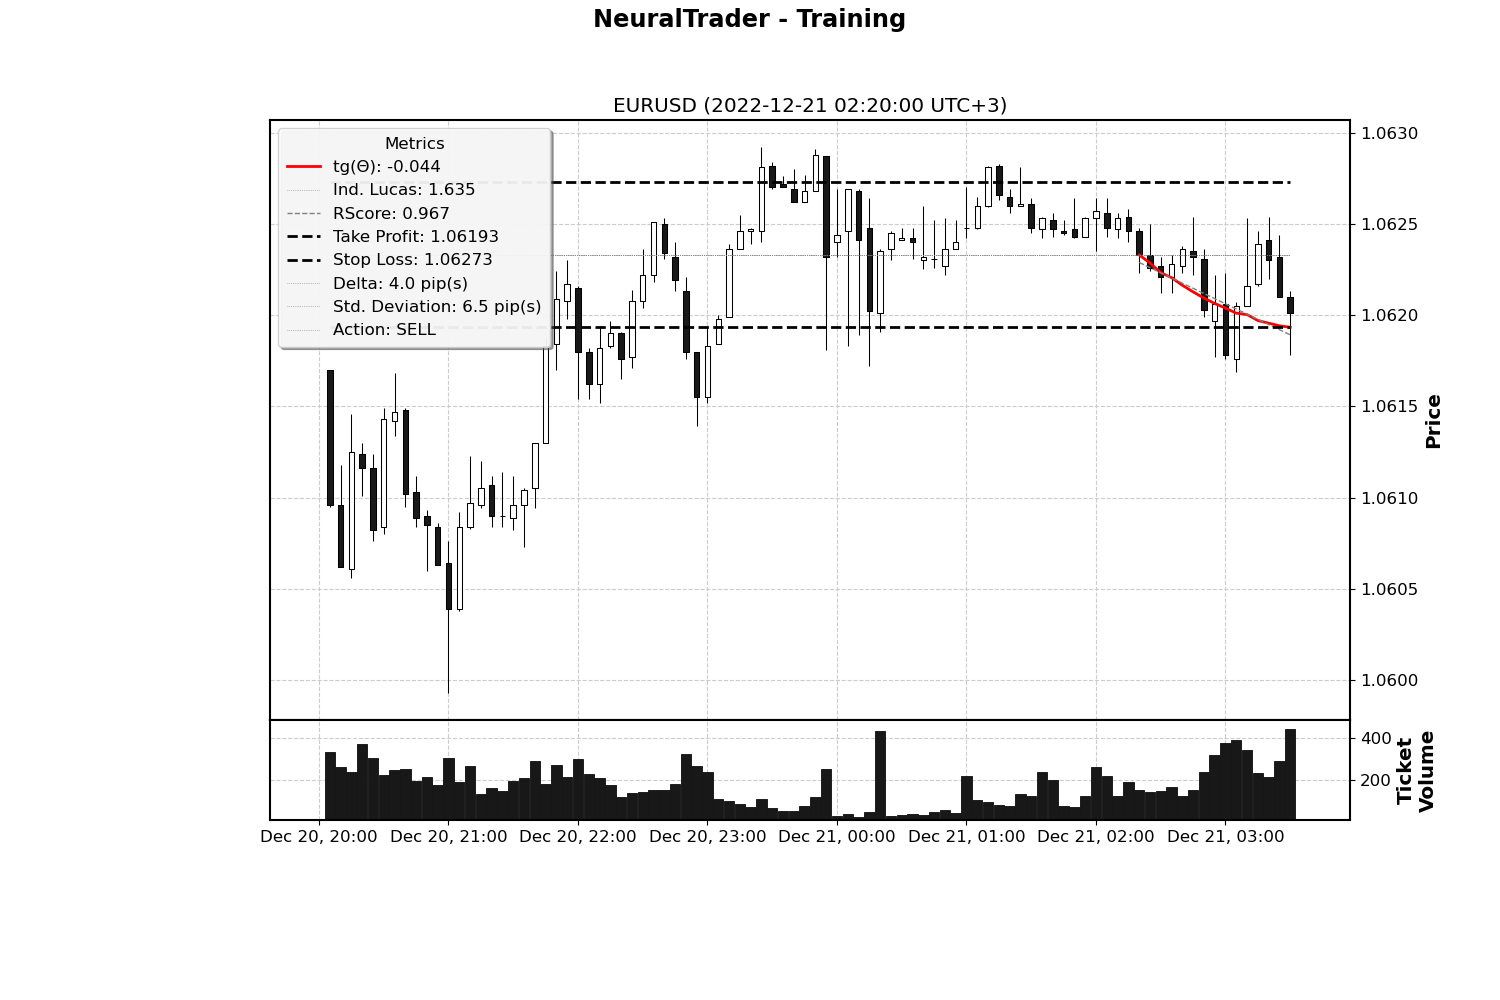 NeuralTrader - Training
EURUSD (2022-12-21 02:20:00 UTC+3)
Metrics
tg(Θ): -0.044
Ind. Lucas: 1.635
RScore: 0.967
Take Profit: 1.06193
Stop Loss: 1.06273
Delta: 4.0 pip(s)
Std. Deviation: 6.5 pip(s)
Action: SELL
1.0630
1.0625
1.0620
1.0615
1.0610
1.0605
1.0600
Price
400
200
Ticket
Volume
Dec 20, 20:00 Dec 20, 21:00 Dec 20, 22:00 Dec 20, 23:00 Dec 21, 00:00 Dec 21, 01:00 Dec 21, 02:00 Dec 21, 03:00